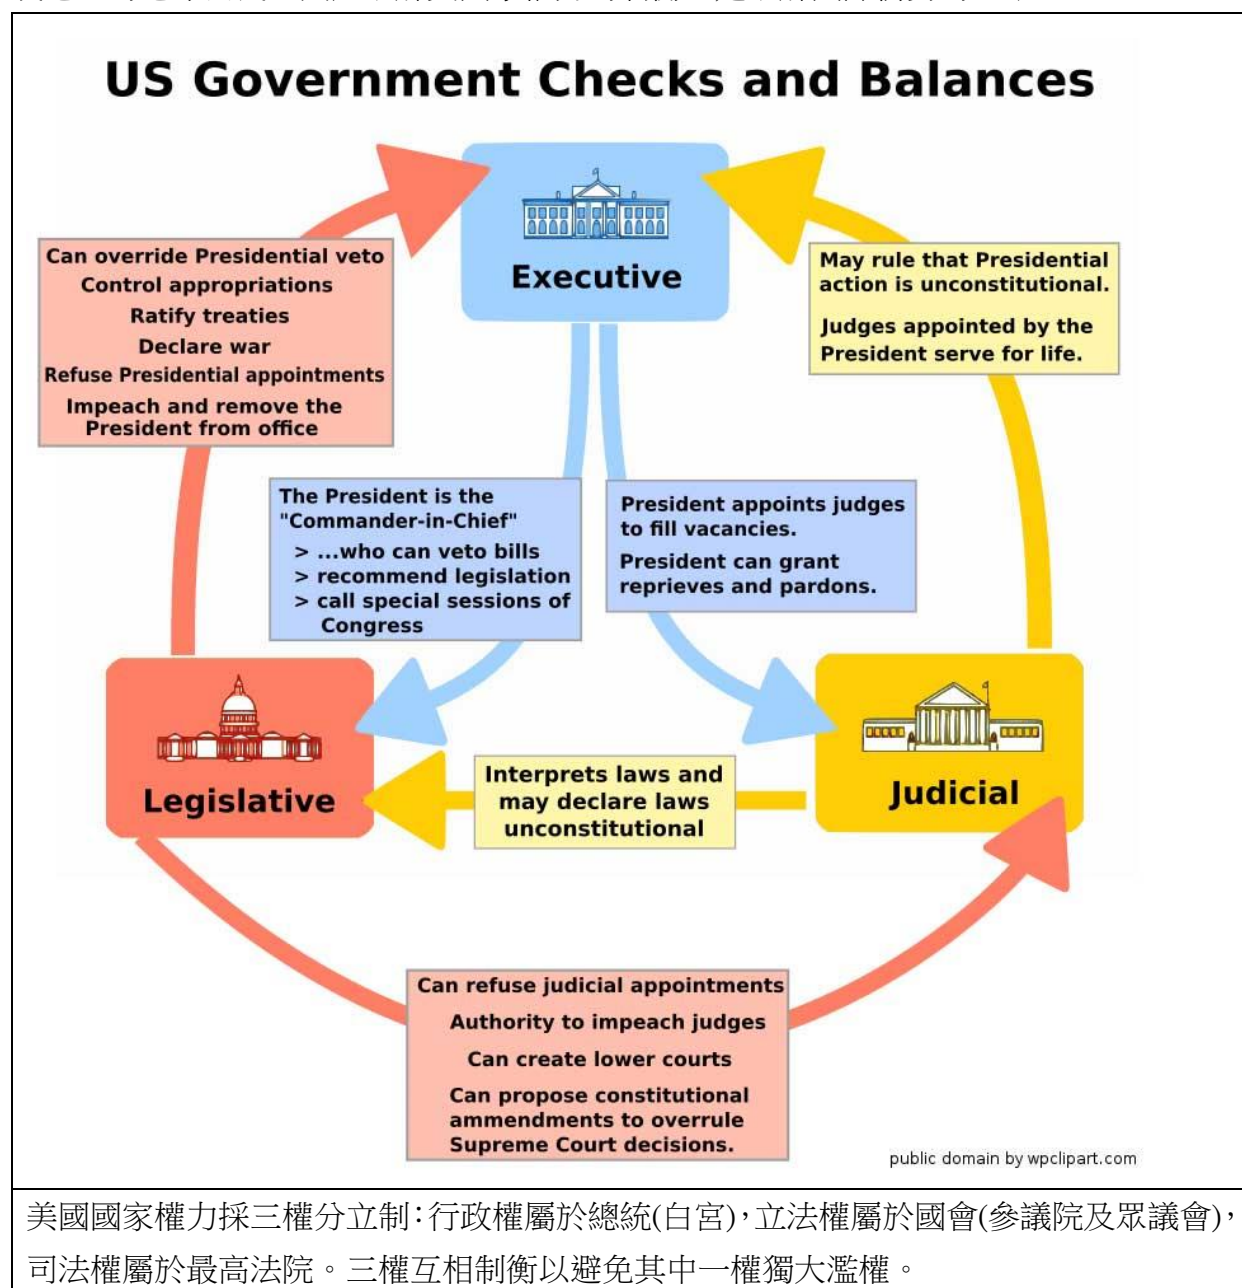 US Government Checks and Balances
Executive
Can override Presidential veto
Control appropriations
Ratify treaties
Declare war
Refuse Presidential appointments
Impeach and remove the
President from office
May rule that Presidential
action is unconstitutional.
Judges appointed by the
President serve for life.
The President is the
"Commander-in-Chief"
> ...who can veto bills
> recommend legislation
> call special sessions of
Congress
President appoints judges
to fill vacancies.
President can grant
reprieves and pardons.
Legislative
Interprets laws and
may declare laws
unconstitutional
Judicial
Can refuse judicial appointments
Authority to impeach judges
Can create lower courts
Can propose constitutional
ammendments to overrule
Supreme Court decisions.
public domain by wpclipart.com
美國國家權力採三權分立制:行政權屬於總統(白宮),立法權屬於國會(參議院及眾議會),
司法權屬於最高法院。三權互相制衡以避免其中一權獨大濫權。